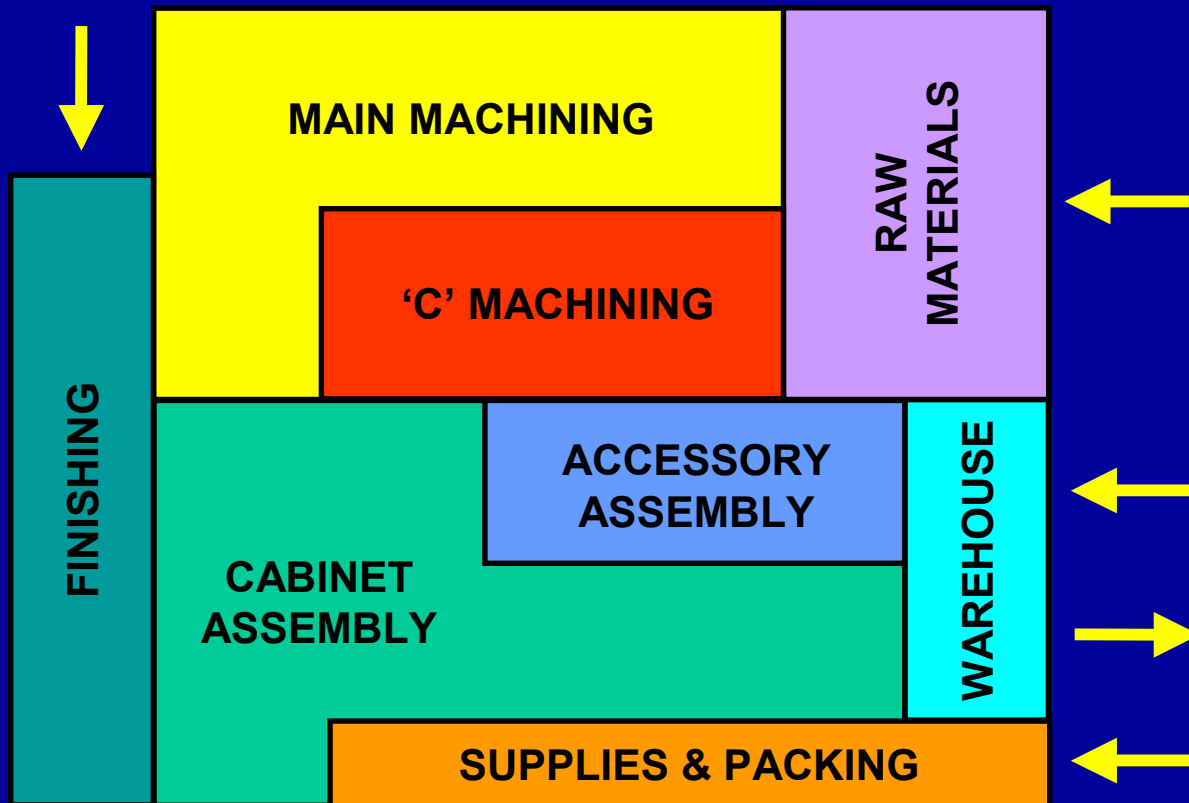 MAIN MACHINING
RAW
MATERIALS
‘C’ MACHINING
FINISHING
ACCESSORY
ASSEMBLY
WAREHOUSE
CABINET
ASSEMBLY
SUPPLIES & PACKING